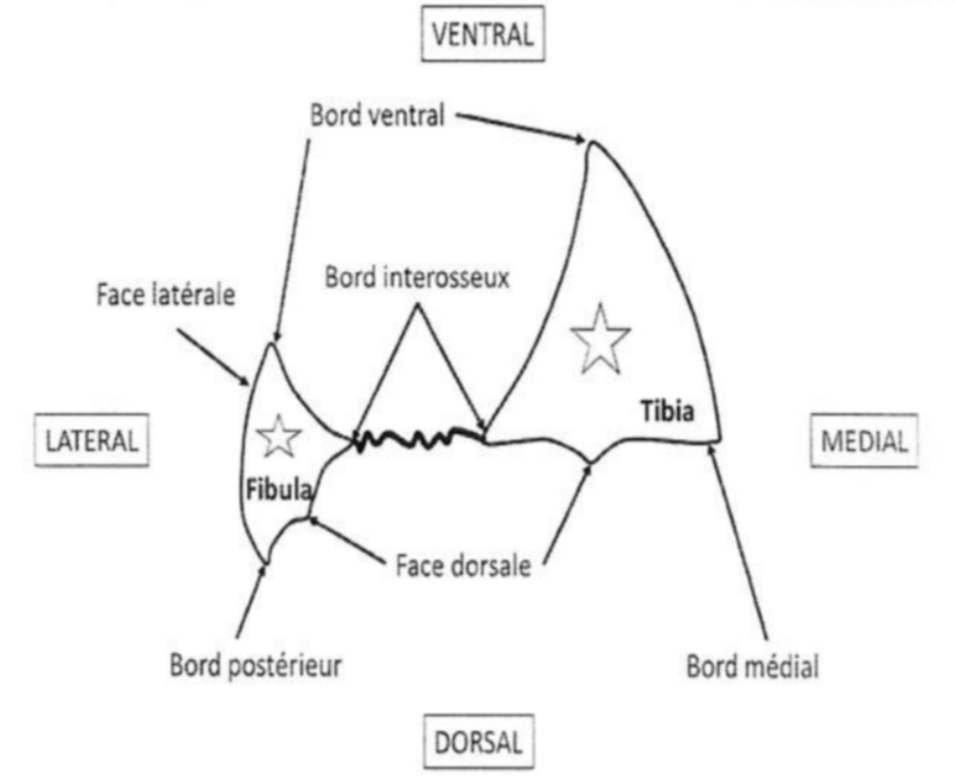 VENTRAL
Bord ventral
Bord interosseux
Face latérale
Tibia
LATERAL
MEDIAL
Fibula
Face dorsale
Bord postérieur
Bord médial
DORSAL